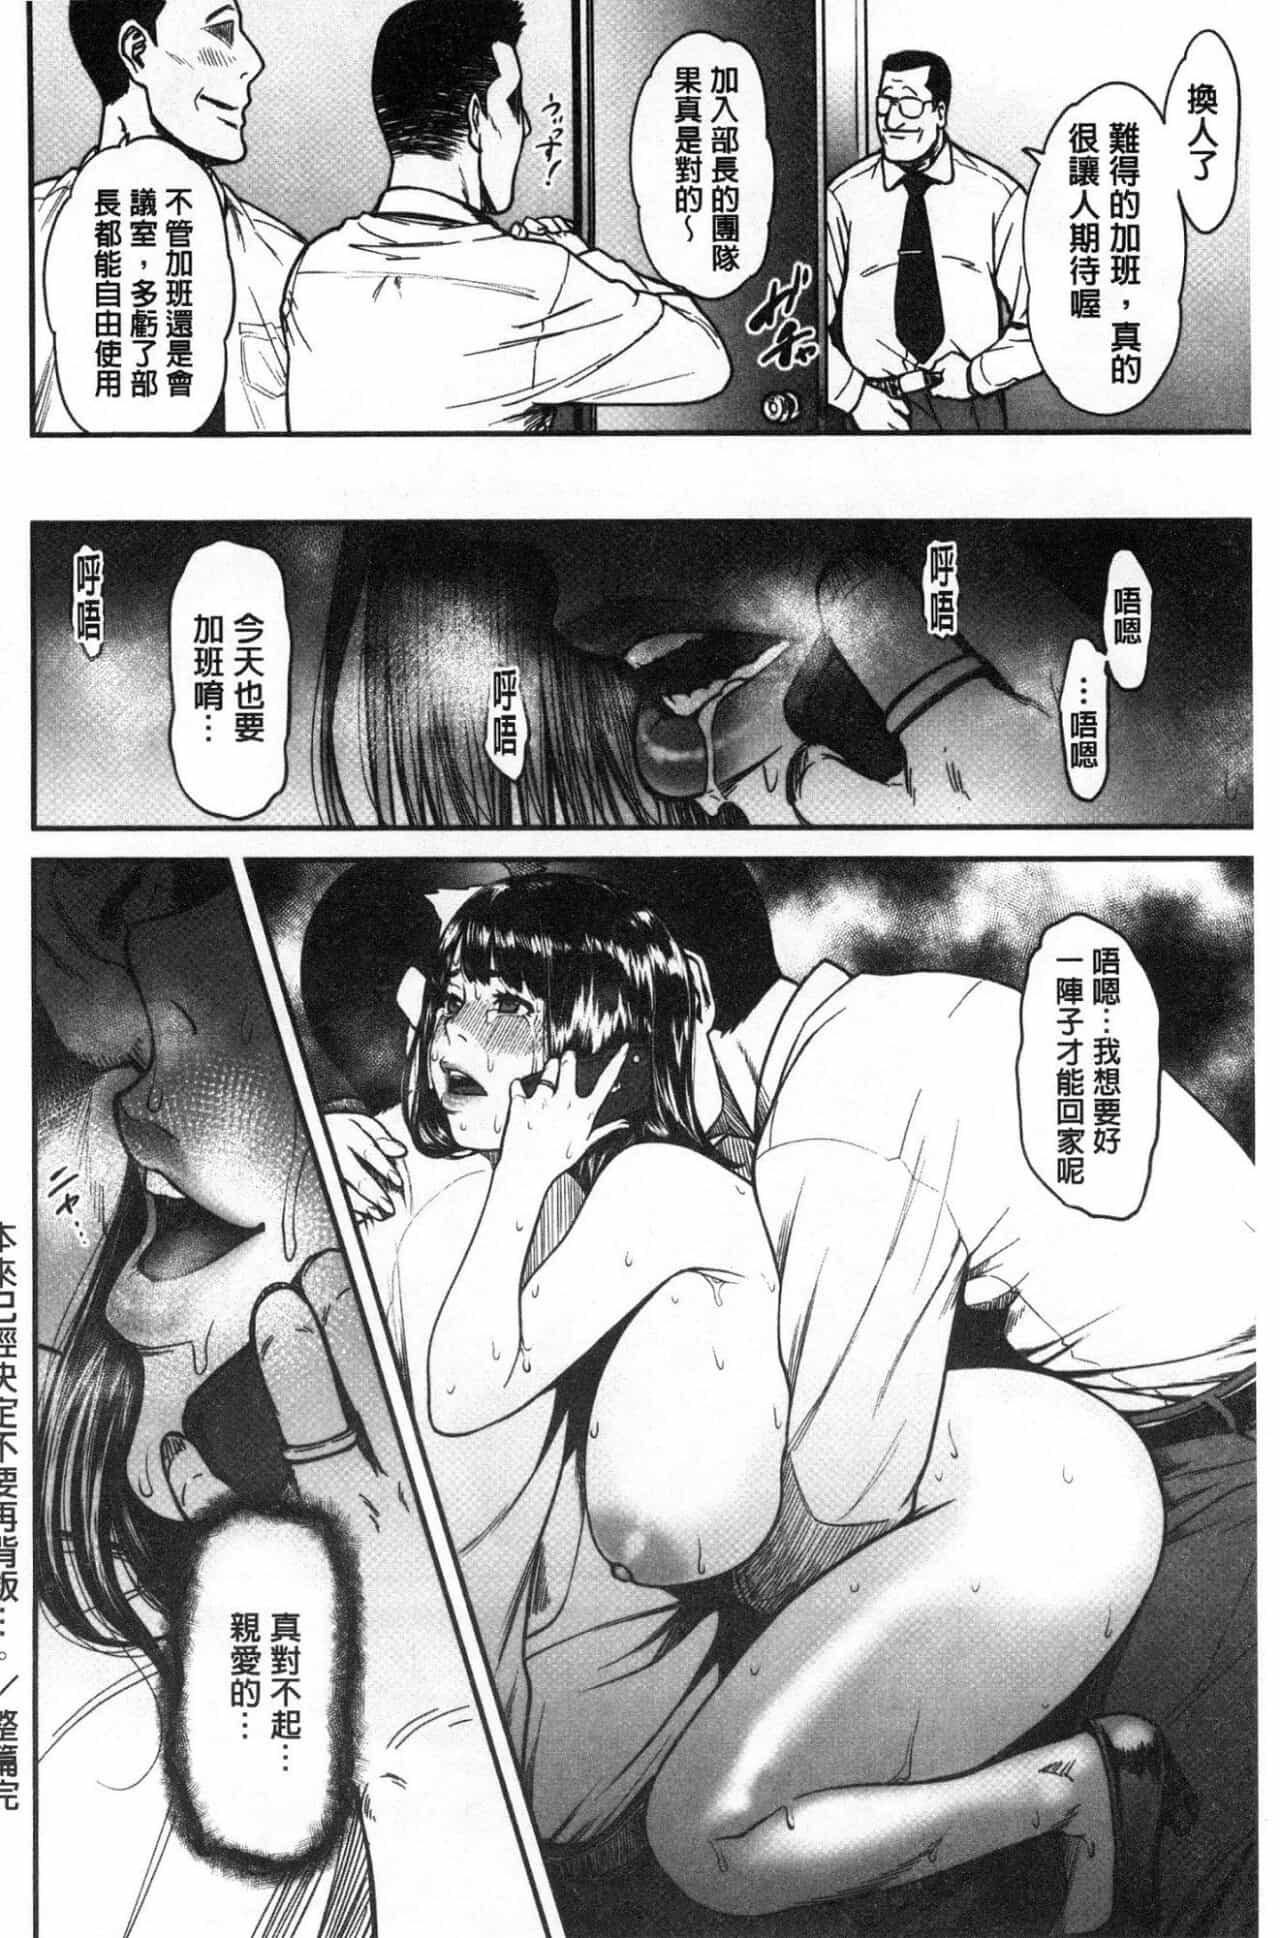 換人了
難得的加班，真的
很讓人期待喔
加入部長的團隊
果真是對的～
うっす！
ガチャ
不管加班還是會
議室，多虧了部
長都能自由使用
唔嗯
…唔嗯
呼唔
呼唔
今天也要
加班唷…
呼唔
唔嗯…我想要好
一陣子才能回家呢
ニャ…
真對不起…
親愛的…
本來已經決定不要再背叛…。／整篇完